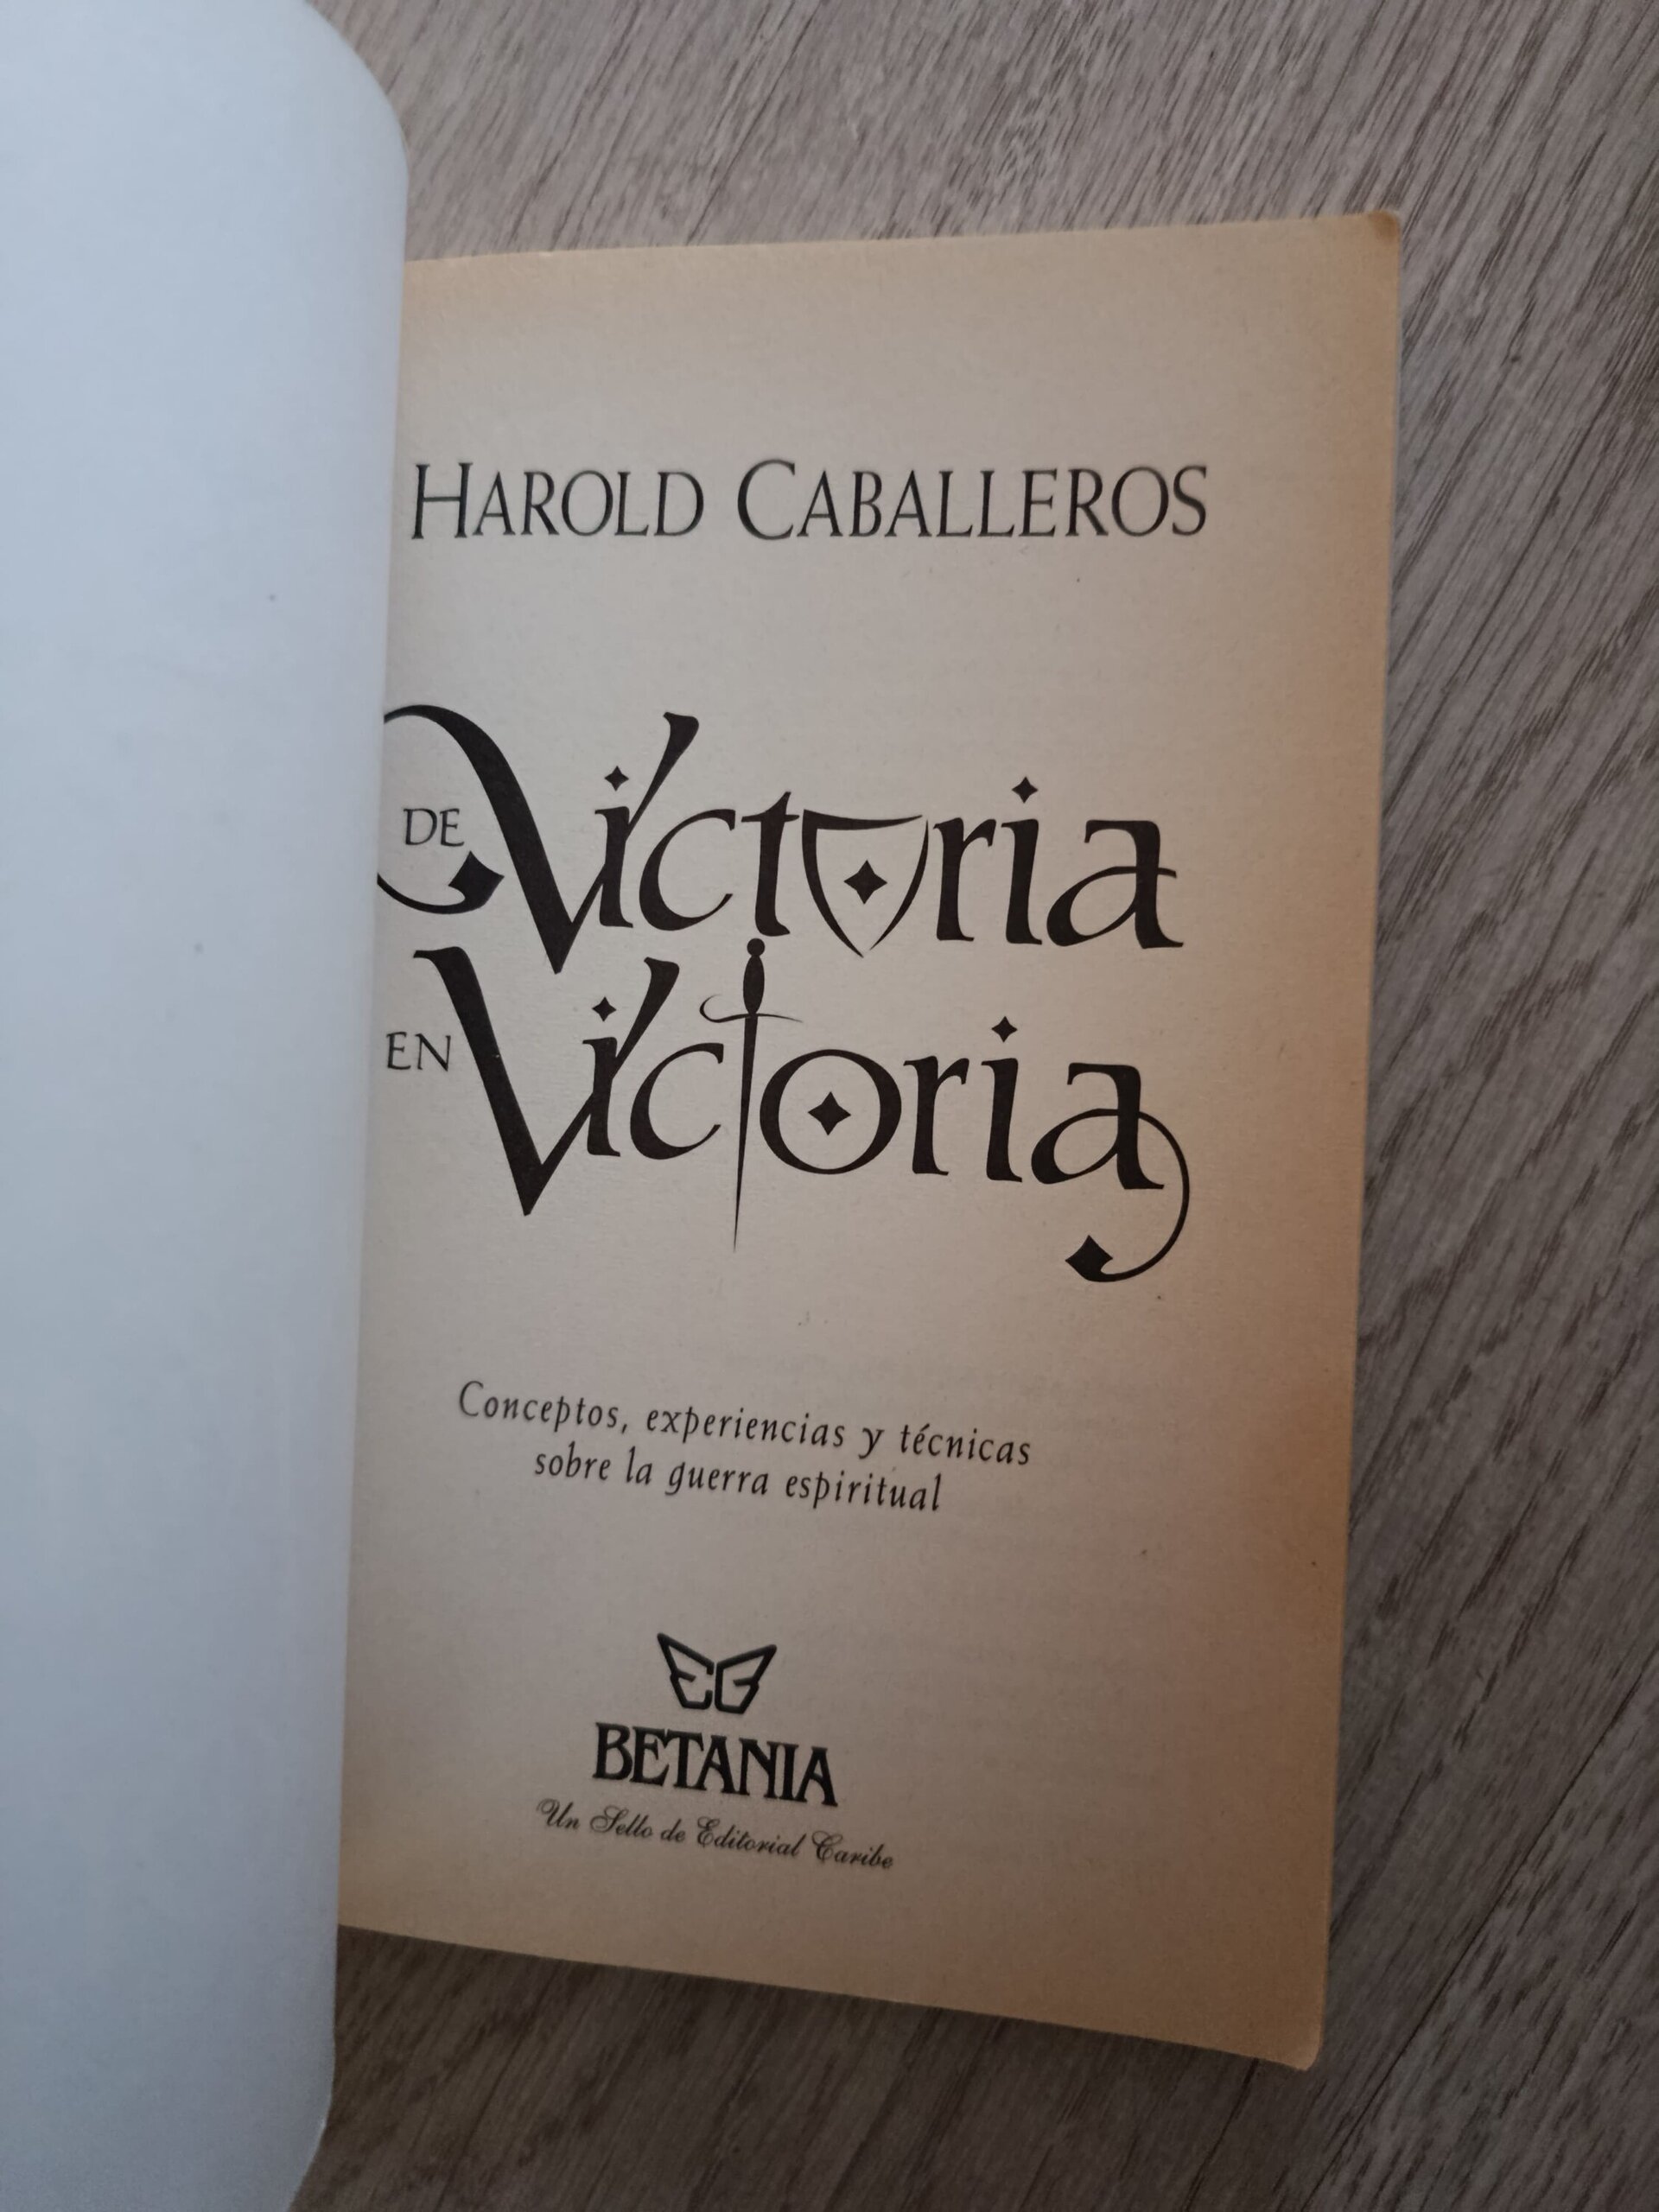 HAROLD CABALLEROS
DE Victoria
EN Victoria
Conceptos, experiencias y técnicas
sobre la guerra espiritual
EB
BETANIA
Un Sello de Editorial Caribe